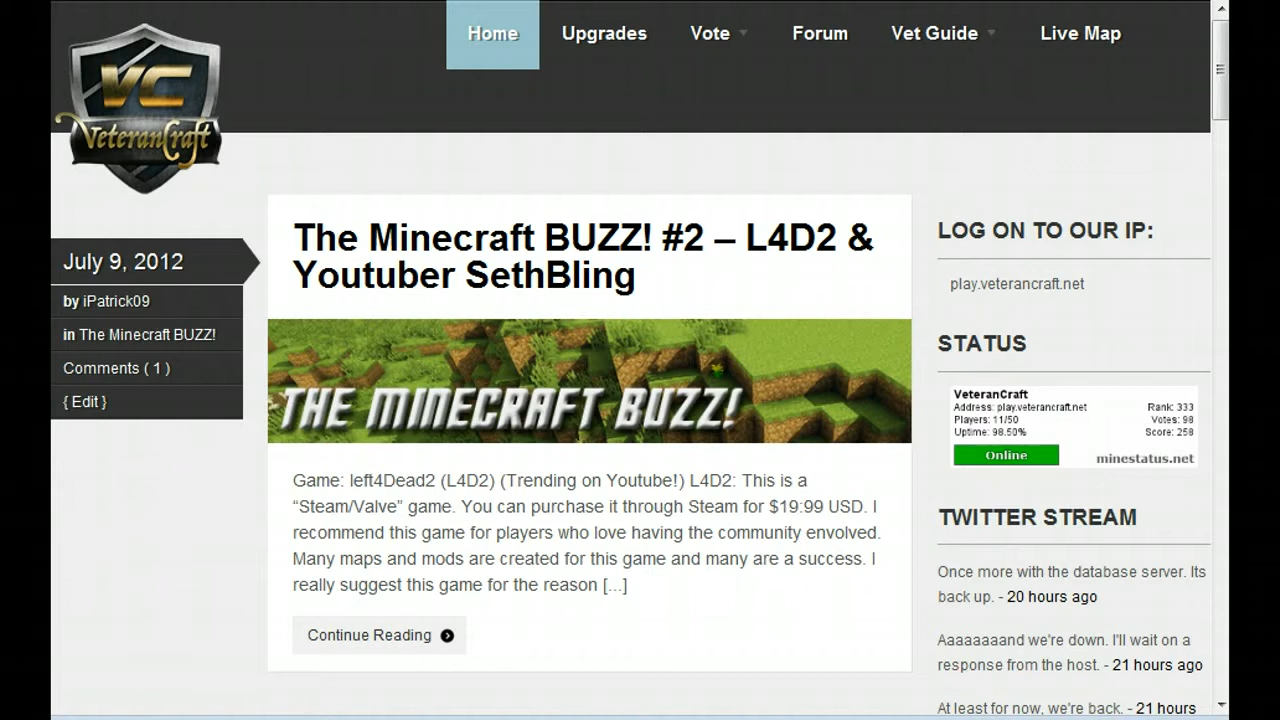 VC
VeteranCraft
Home
Upgrades
Vote
Forum
Vet Guide
Live Map
July 9, 2012
by iPatrick09
in The Minecraft BUZZ!
Comments ( 1 )
{ Edit }
The Minecraft BUZZ! #2 – L4D2 &
Youtuber SethBling
THE MINECRAFT BUZZ!
Game: left4Dead2 (L4D2) (Trending on Youtube!) L4D2: This is a
“Steam/Valve” game. You can purchase it through Steam for $19:99 USD. I
recommend this game for players who love having the community envolved.
Many maps and mods are created for this game and many are a success. I
really suggest this game for the reason [...]
Continue Reading
LOG ON TO OUR IP:
play.veterancraft.net
STATUS
VeteranCraft
Address: play.veterancraft.net Rank: 333
Players: 11/50 Votes: 98
Uptime: 98.50% Score: 258
Online minestatus.net
TWITTER STREAM
Once more with the database server. Its
back up. - 20 hours ago
Aaaaaaaand we're down. I'll wait on a
response from the host. - 21 hours ago
At least for now, we're back. - 21 hours